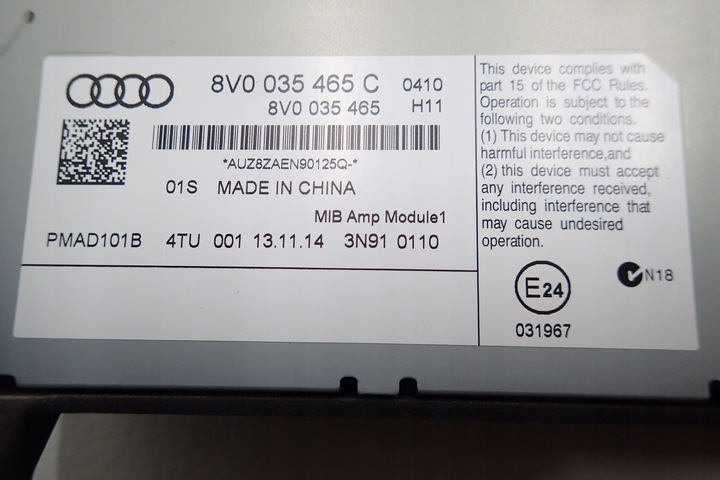 8V0 035 465 C 0410
8V0 035 465 H11
*AUZ8ZAEN90125Q-*
01S MADE IN CHINA
MIB Amp Module1
PMAD101B 4TU 001 13.11.14 3N91 0110
This device complies with
part 15 of the FCC Rules.
Operation is subject to the
following two conditions.
(1) This device may not cause
harmful interference,and
(2) this device must accept
any interference received,
including interference that
may cause undesired
operation.
E24
N18
031967